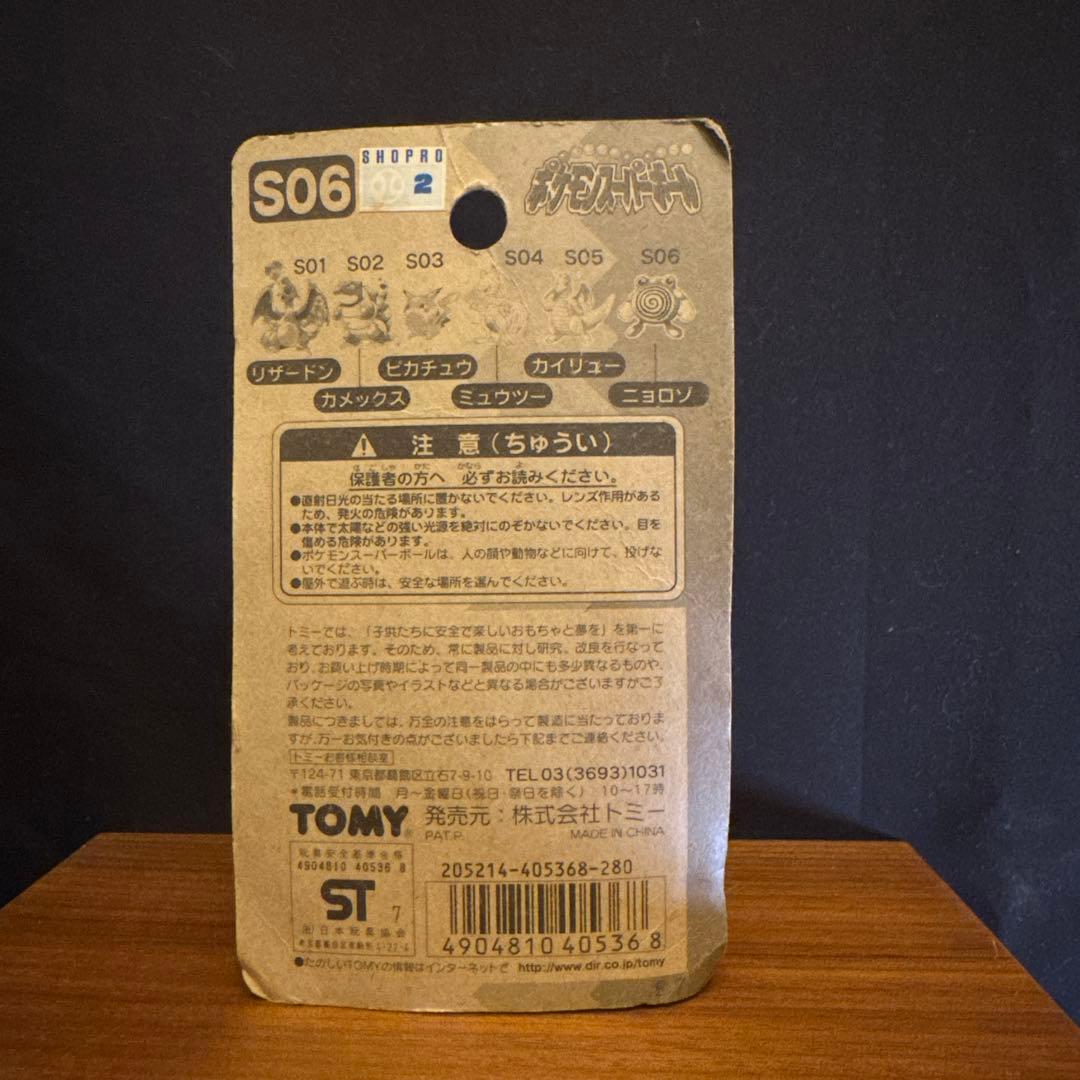 S06
SHOPRO
2
ポケモンスーパーボール
S01 S02 S03 S04 S05 S06
リザードン ピカチュウ カイリュー
カメックス ミュウツー ニョロゾ
注 意(ちゅうい)
ほごしゃ かた かなら よ
保護者の方へ 必ずお読みください。
●直射日光の当たる場所に置かないでください。レンズ作用がある
ため、発火の危険があります。
●本体で太陽などの強い光源を絶対にのぞかないでください。目を
傷める危険があります。
●ポケモンスーパーボールは、人の顔や動物などに向けて、投げな
いでください。
●屋外で遊ぶ時は、安全な場所を選んでください。
トミーでは、「子供たちに安全で楽しいおもちゃと夢を」を第一に
考えております。そのため、常に製品に対し研究、改良を行なって
おり、お買い上げ時期によって同一製品の中にも多少異なるものや、
パッケージの写真やイラストなどと異なる場合がございますがご了
承ください。
製品につきましては、万全の注意をはらって製造に当たっておりま
すが、万一お気付きの点がございましたら下記までご連絡ください。
トミーお客様相談室
〒124-71 東京都葛飾区立石7-9-10 TEL 03(3693)1031
*電話受付時間 月~金曜日(祝日・祭日を除く) 10~17時
TOMY® 発売元:株式会社トミー
PAT.P. MADE IN CHINA
玩具安全基準合格
4904810 40536 8
ST 7
(社)日本玩具協会
205214-405368-280
4904810 405368
●たのしいTOMYの情報はインターネットで http://www.dir.co.jp/tomy